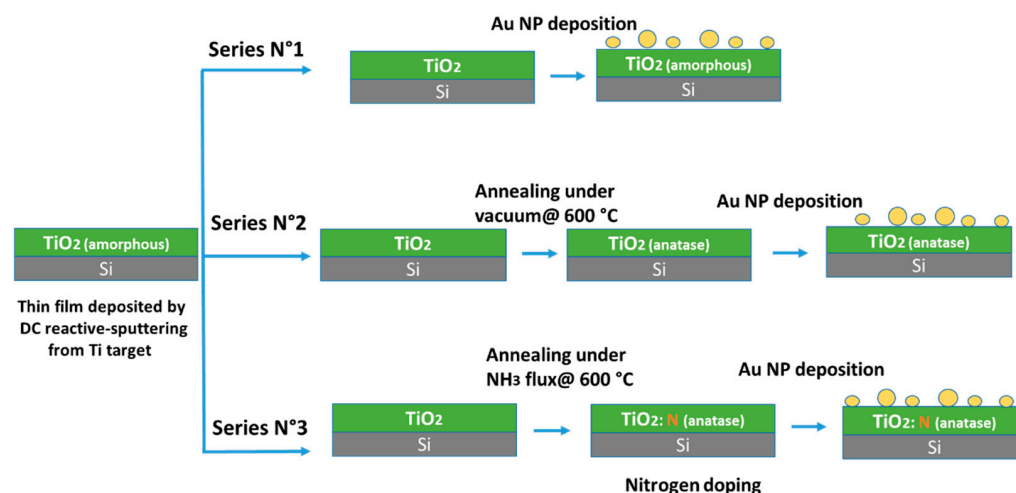 Au NP deposition
Series N°1
TiO2
Si
TiO2 (amorphous)
Si
Annealing under
vacuum@ 600 °C
Au NP deposition
Series N°2
TiO2 (amorphous)
Si
TiO2
Si
TiO2 (anatase)
Si
TiO2 (anatase)
Si
Thin film deposited by
DC reactive-sputtering
from Ti target
Annealing under
NH3 flux@ 600 °C
Au NP deposition
Series N°3
TiO2
Si
TiO2: N (anatase)
Si
TiO2: N (anatase)
Si
Nitrogen doping